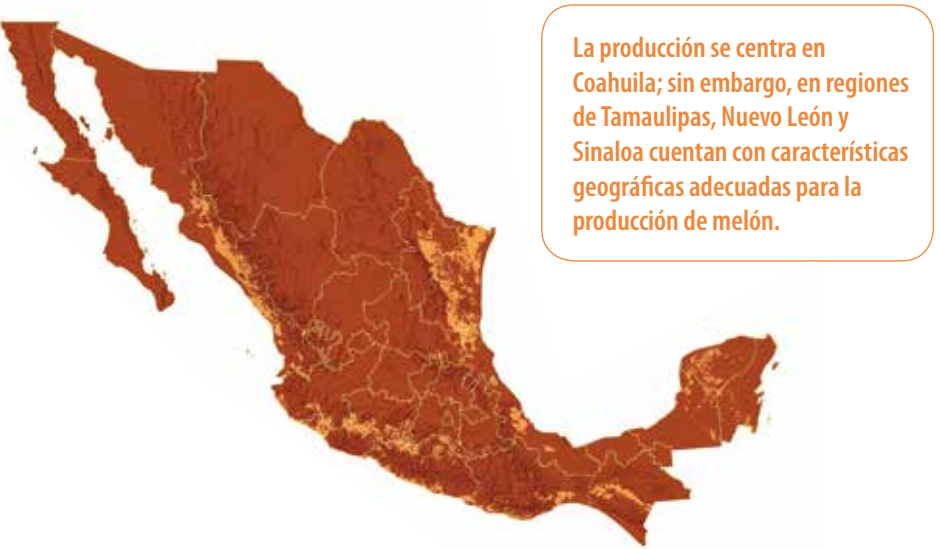 La producción se centra en
Coahuila; sin embargo, en regiones
de Tamaulipas, Nuevo León y
Sinaloa cuentan con características
geográficas adecuadas para la
producción de melón.